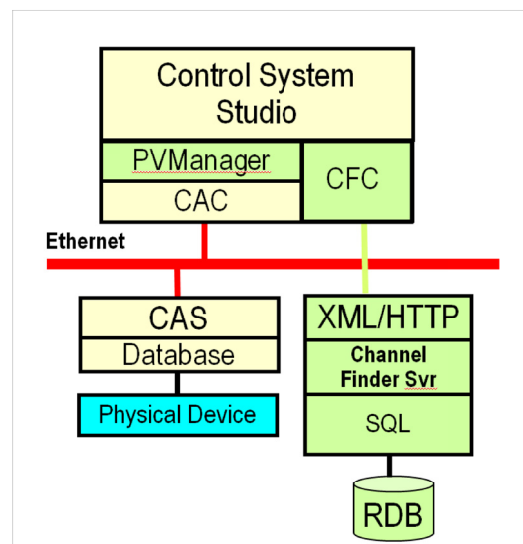 Control System
Studio
PVManager
CFC
CAC
Ethernet
CAS
Database
Physical Device
XML/HTTP
Channel
Finder Svr
SQL
RDB